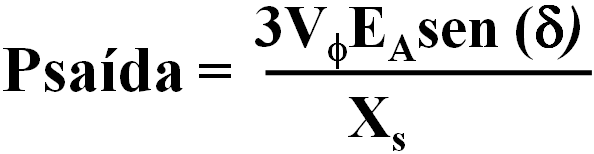 Psaída = 3VϕEAsen (δ)
Xs